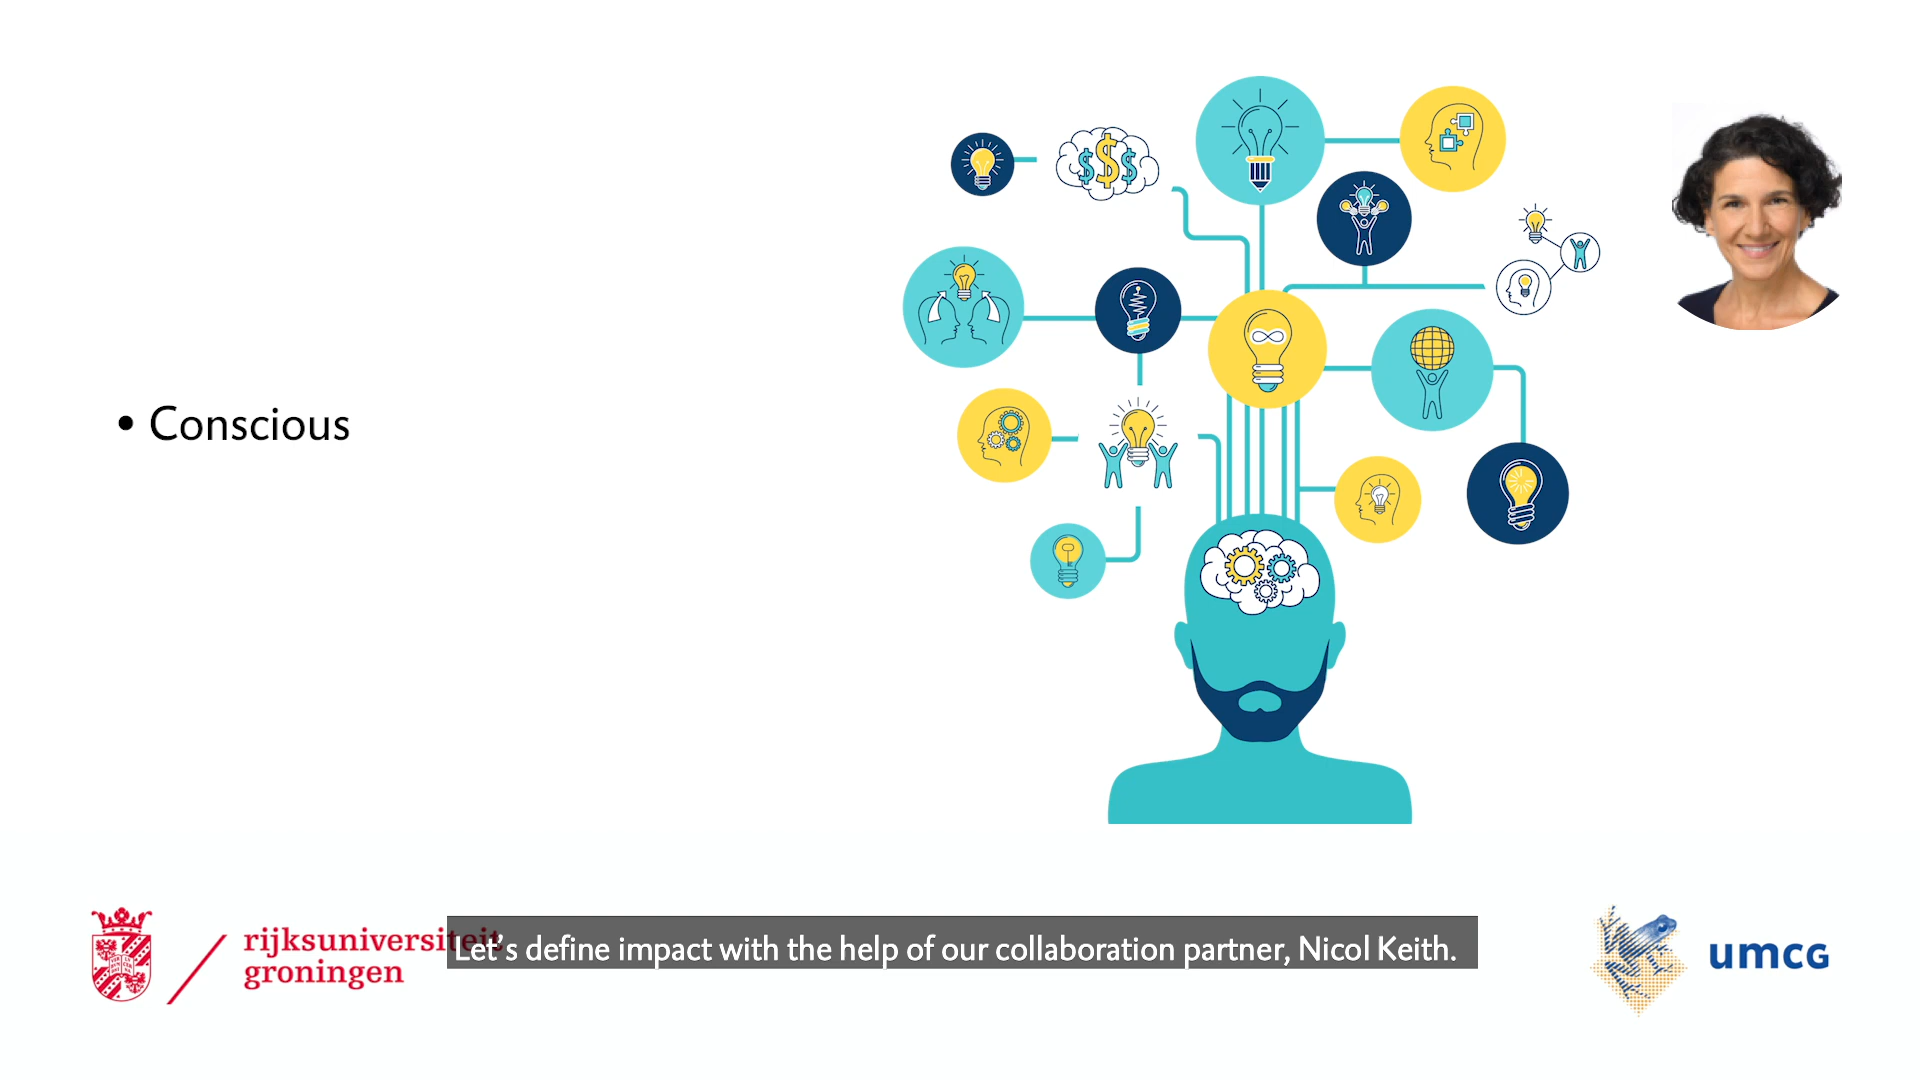 • Conscious
rijksuniversiteit
groningen
Let's define impact with the help of our collaboration partner, Nicol Keith.
umcg